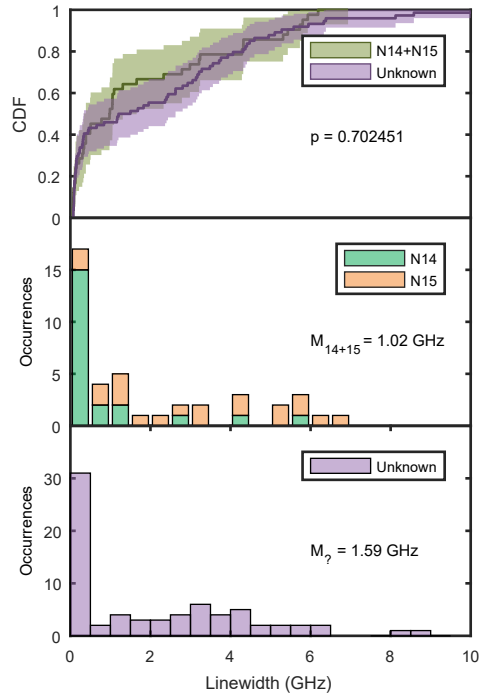 1
0.8
0.6
0.4
0.2
0
CDF
N14+N15
Unknown
p = 0.702451
15
10
5
0
Occurrences
N14
N15
M14+15 = 1.02 GHz
30
20
10
0
Occurrences
Unknown
M? = 1.59 GHz
0 2 4 6 8 10
Linewidth (GHz)